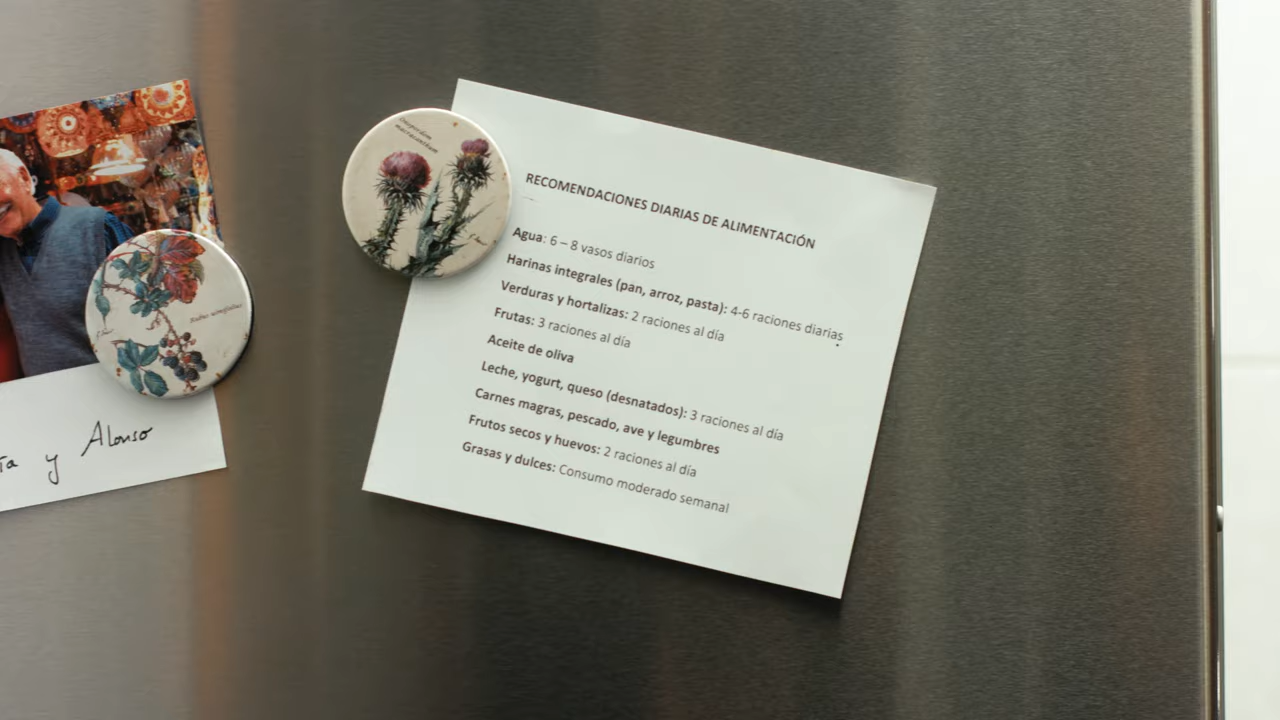 RECOMENDACIONES DIARIAS DE ALIMENTACIÓN
Agua: 6 – 8 vasos diarios
Harinas integrales (pan, arroz, pasta): 4-6 raciones diarias
Verduras y hortalizas: 2 raciones al día
Frutas: 3 raciones al día
Aceite de oliva
Leche, yogurt, queso (desnatados): 3 raciones al día
Carnes magras, pescado, ave y legumbres
Frutos secos y huevos: 2 raciones al día
Grasas y dulces: Consumo moderado semanal
y Alonso